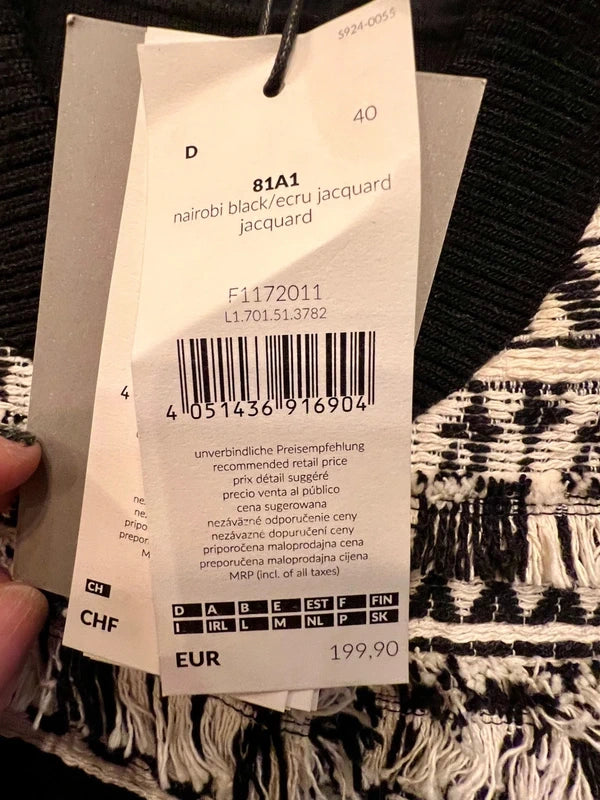 S924-0055
40
D
81A1
nairobi black/ecru jacquard
jacquard
F1172011
L1.701.51.3782
4 051436 916904
unverbindliche Preisempfehlung
recommended retail price
prix détail suggéré
precio venta al público
cena sugerowana
nezáväzné odporučenie ceny
nezávazné dopuručení ceny
priporočena maloprodajna cena
preporučena maloprodajna cijena
MRP (incl. of all taxes)
D A B E EST F FIN
I IRL L M NL P SK
EUR 199,90
4
CH
CHF